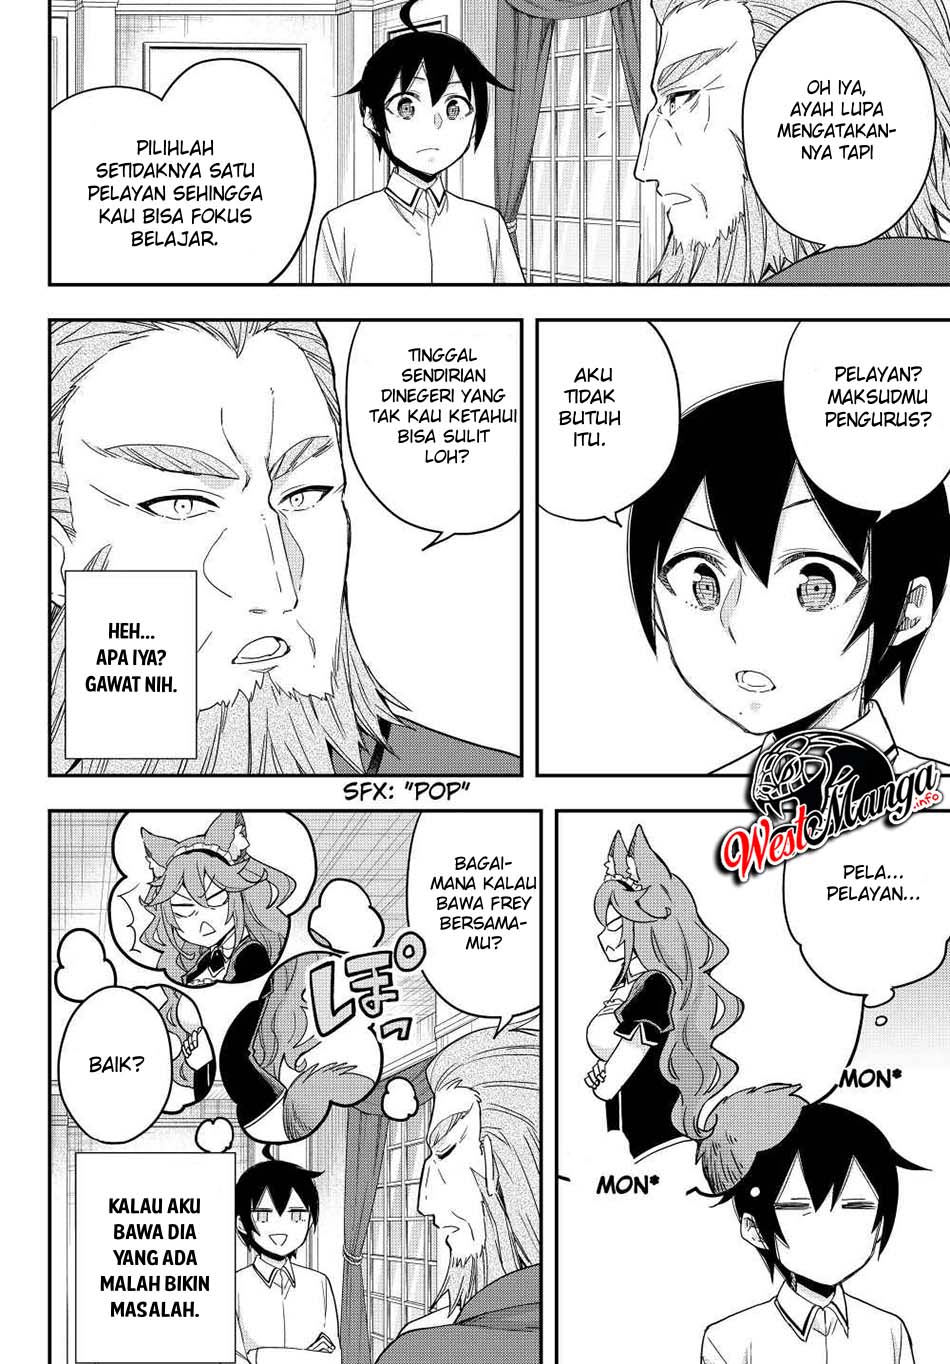 OH IYA,
AYAH LUPA
MENGATAKAN-
NYA TAPI
PILIHLAH
SETIDAKNYA SATU
PELAYAN SEHINGGA
KAU BISA FOKUS
BELAJAR.
PELAYAN?
MAKSUDMU
PENGURUS?
AKU
TIDAK
BUTUH
ITU.
TINGGAL
SENDIRIAN
DINEGERI YANG
TAK KAU KETAHUI
BISA SULIT
LOH?
HEH...
APA IYA?
GAWAT NIH.
WestManga
.info
PELA...
PELAYAN...
MON*
MON*
SFX: "POP"
BAGAI-
MANA KALAU
BAWA FREY
BERSAMA-
MU?
ぽっ
BAIK?
KALAU AKU
BAWA DIA
YANG ADA
MALAH BIKIN
MASALAH.